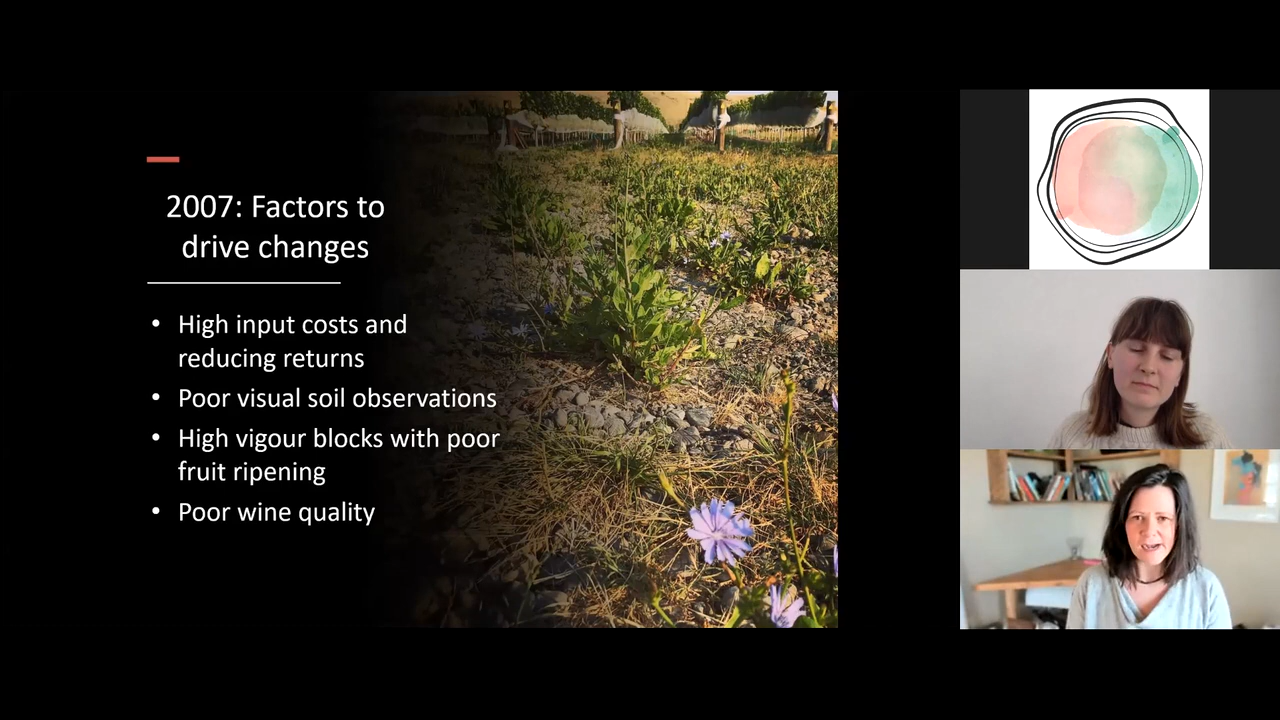 2007: Factors to
drive changes
• High input costs and
reducing returns
• Poor visual soil observations
• High vigour blocks with poor
fruit ripening
• Poor wine quality